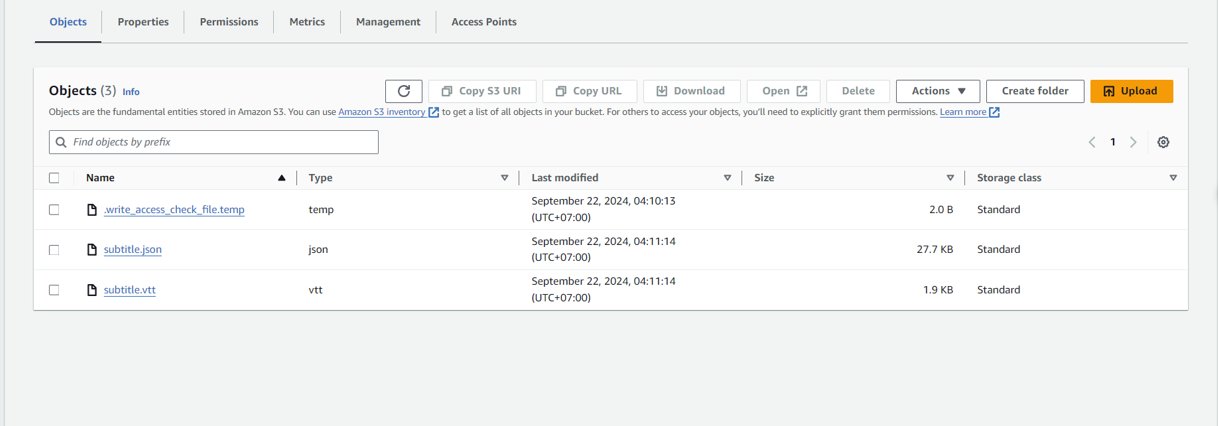 Objects Properties Permissions Metrics Management Access Points
Objects (3) Info Copy S3 URI Copy URL Download Open Delete Actions Create folder Upload
Objects are the fundamental entities stored in Amazon S3. You can use Amazon S3 inventory to get a list of all objects in your bucket. For others to access your objects, you'll need to explicitly grant them permissions. Learn more
Find objects by prefix 1
Name Type Last modified Size Storage class
.write_access_check_file.temp temp September 22, 2024, 04:10:13 2.0 B Standard
(UTC+07:00)
subtitle.json json September 22, 2024, 04:11:14 27.7 KB Standard
(UTC+07:00)
subtitle.vtt vtt September 22, 2024, 04:11:14 1.9 KB Standard
(UTC+07:00)